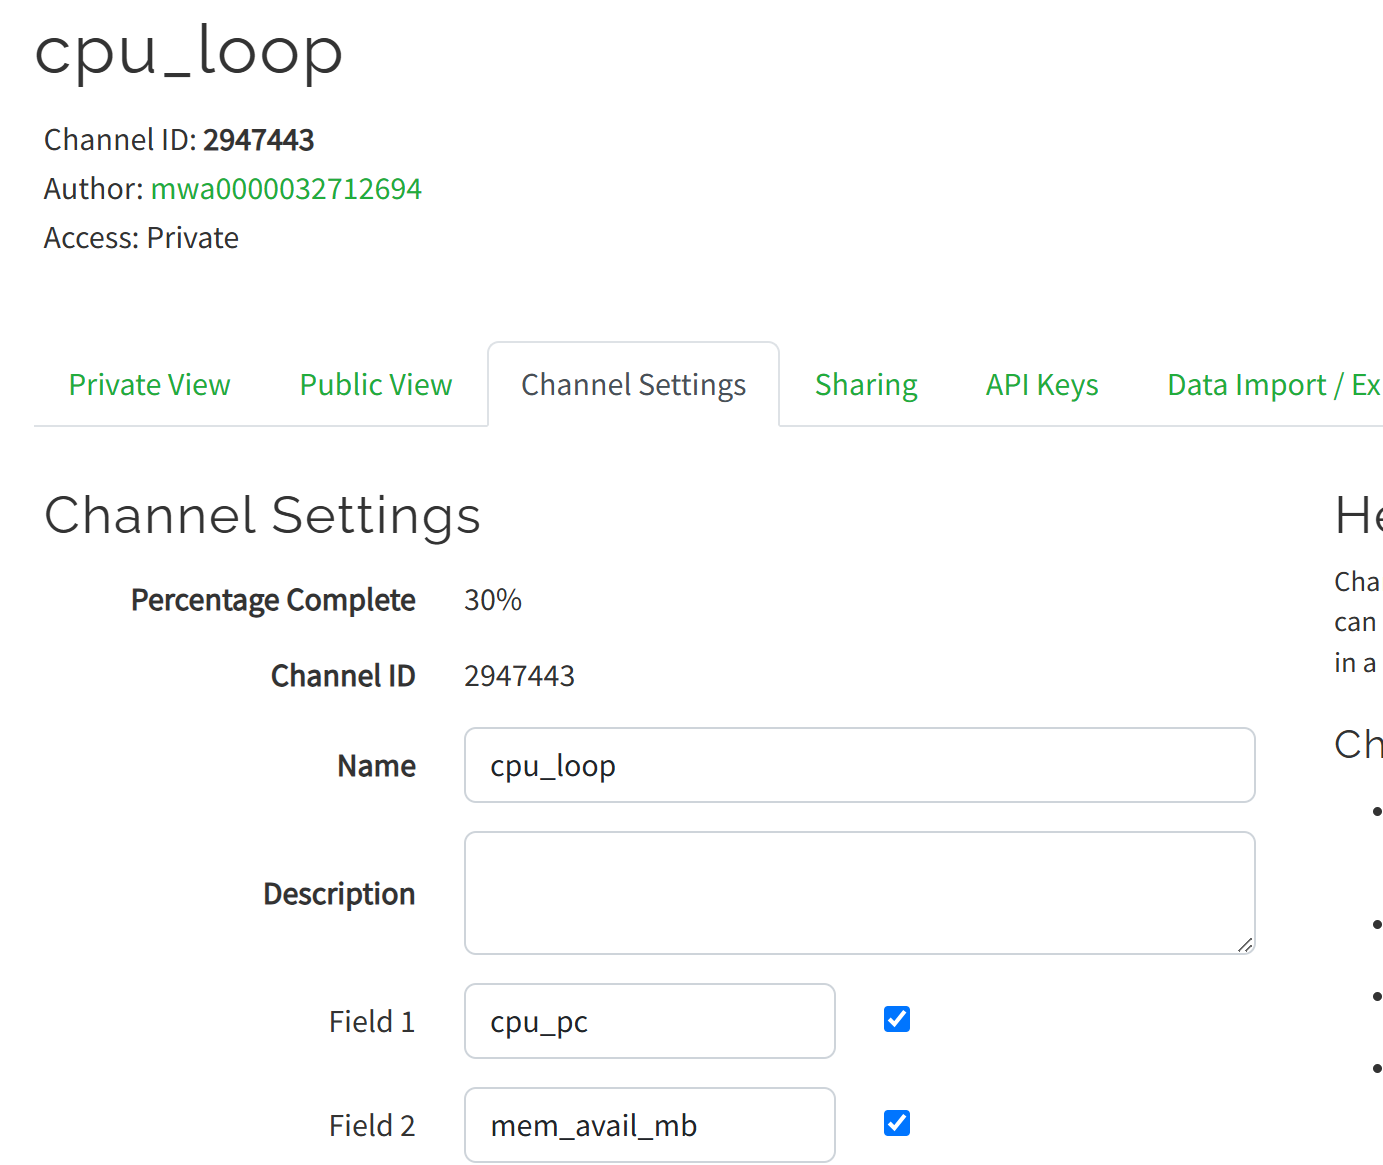 cpu_loop
Channel ID: 2947443
Author: mwa0000032712694
Access: Private
Private View Public View Channel Settings Sharing API Keys Data Import / Ex
Channel Settings
Percentage Complete 30%
Channel ID 2947443
Name cpu_loop
Description
Field 1 cpu_pc
Field 2 mem_avail_mb
He
Cha
can
in a
Ch